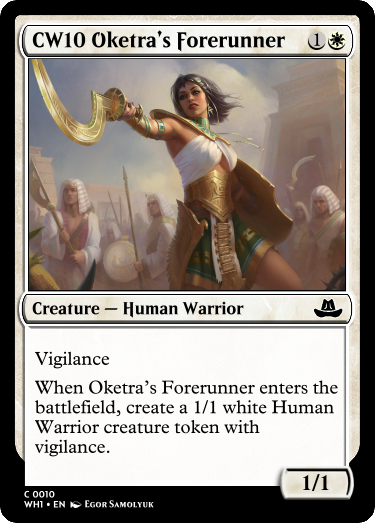 CW10 Oketra's Forerunner 1
Creature — Human Warrior
Vigilance
When Oketra's Forerunner enters the
battlefield, create a 1/1 white Human
Warrior creature token with
vigilance.
1/1
C 0010
WH1 • EN Egor Samolyuk